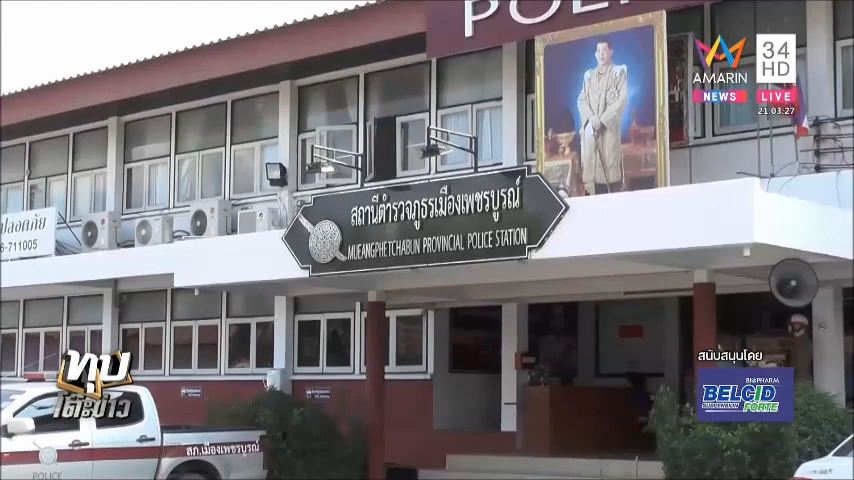 POLI
AMARIN
NEWS
34
HD
LIVE
21:03:27
สถานีตำรวจภูธรเมืองเพชรบูรณ์
MUEANGPHETCHABUN PROVINCIAL POLICE STATION
ปลอดภัย
6-711005
ทุบ
โต๊ะข่าว
สนับสนุนโดย
BIOPHARM
BELCID
SUSPENSION FORTE
สภ.เมืองเพชรบูรณ์
POLICE